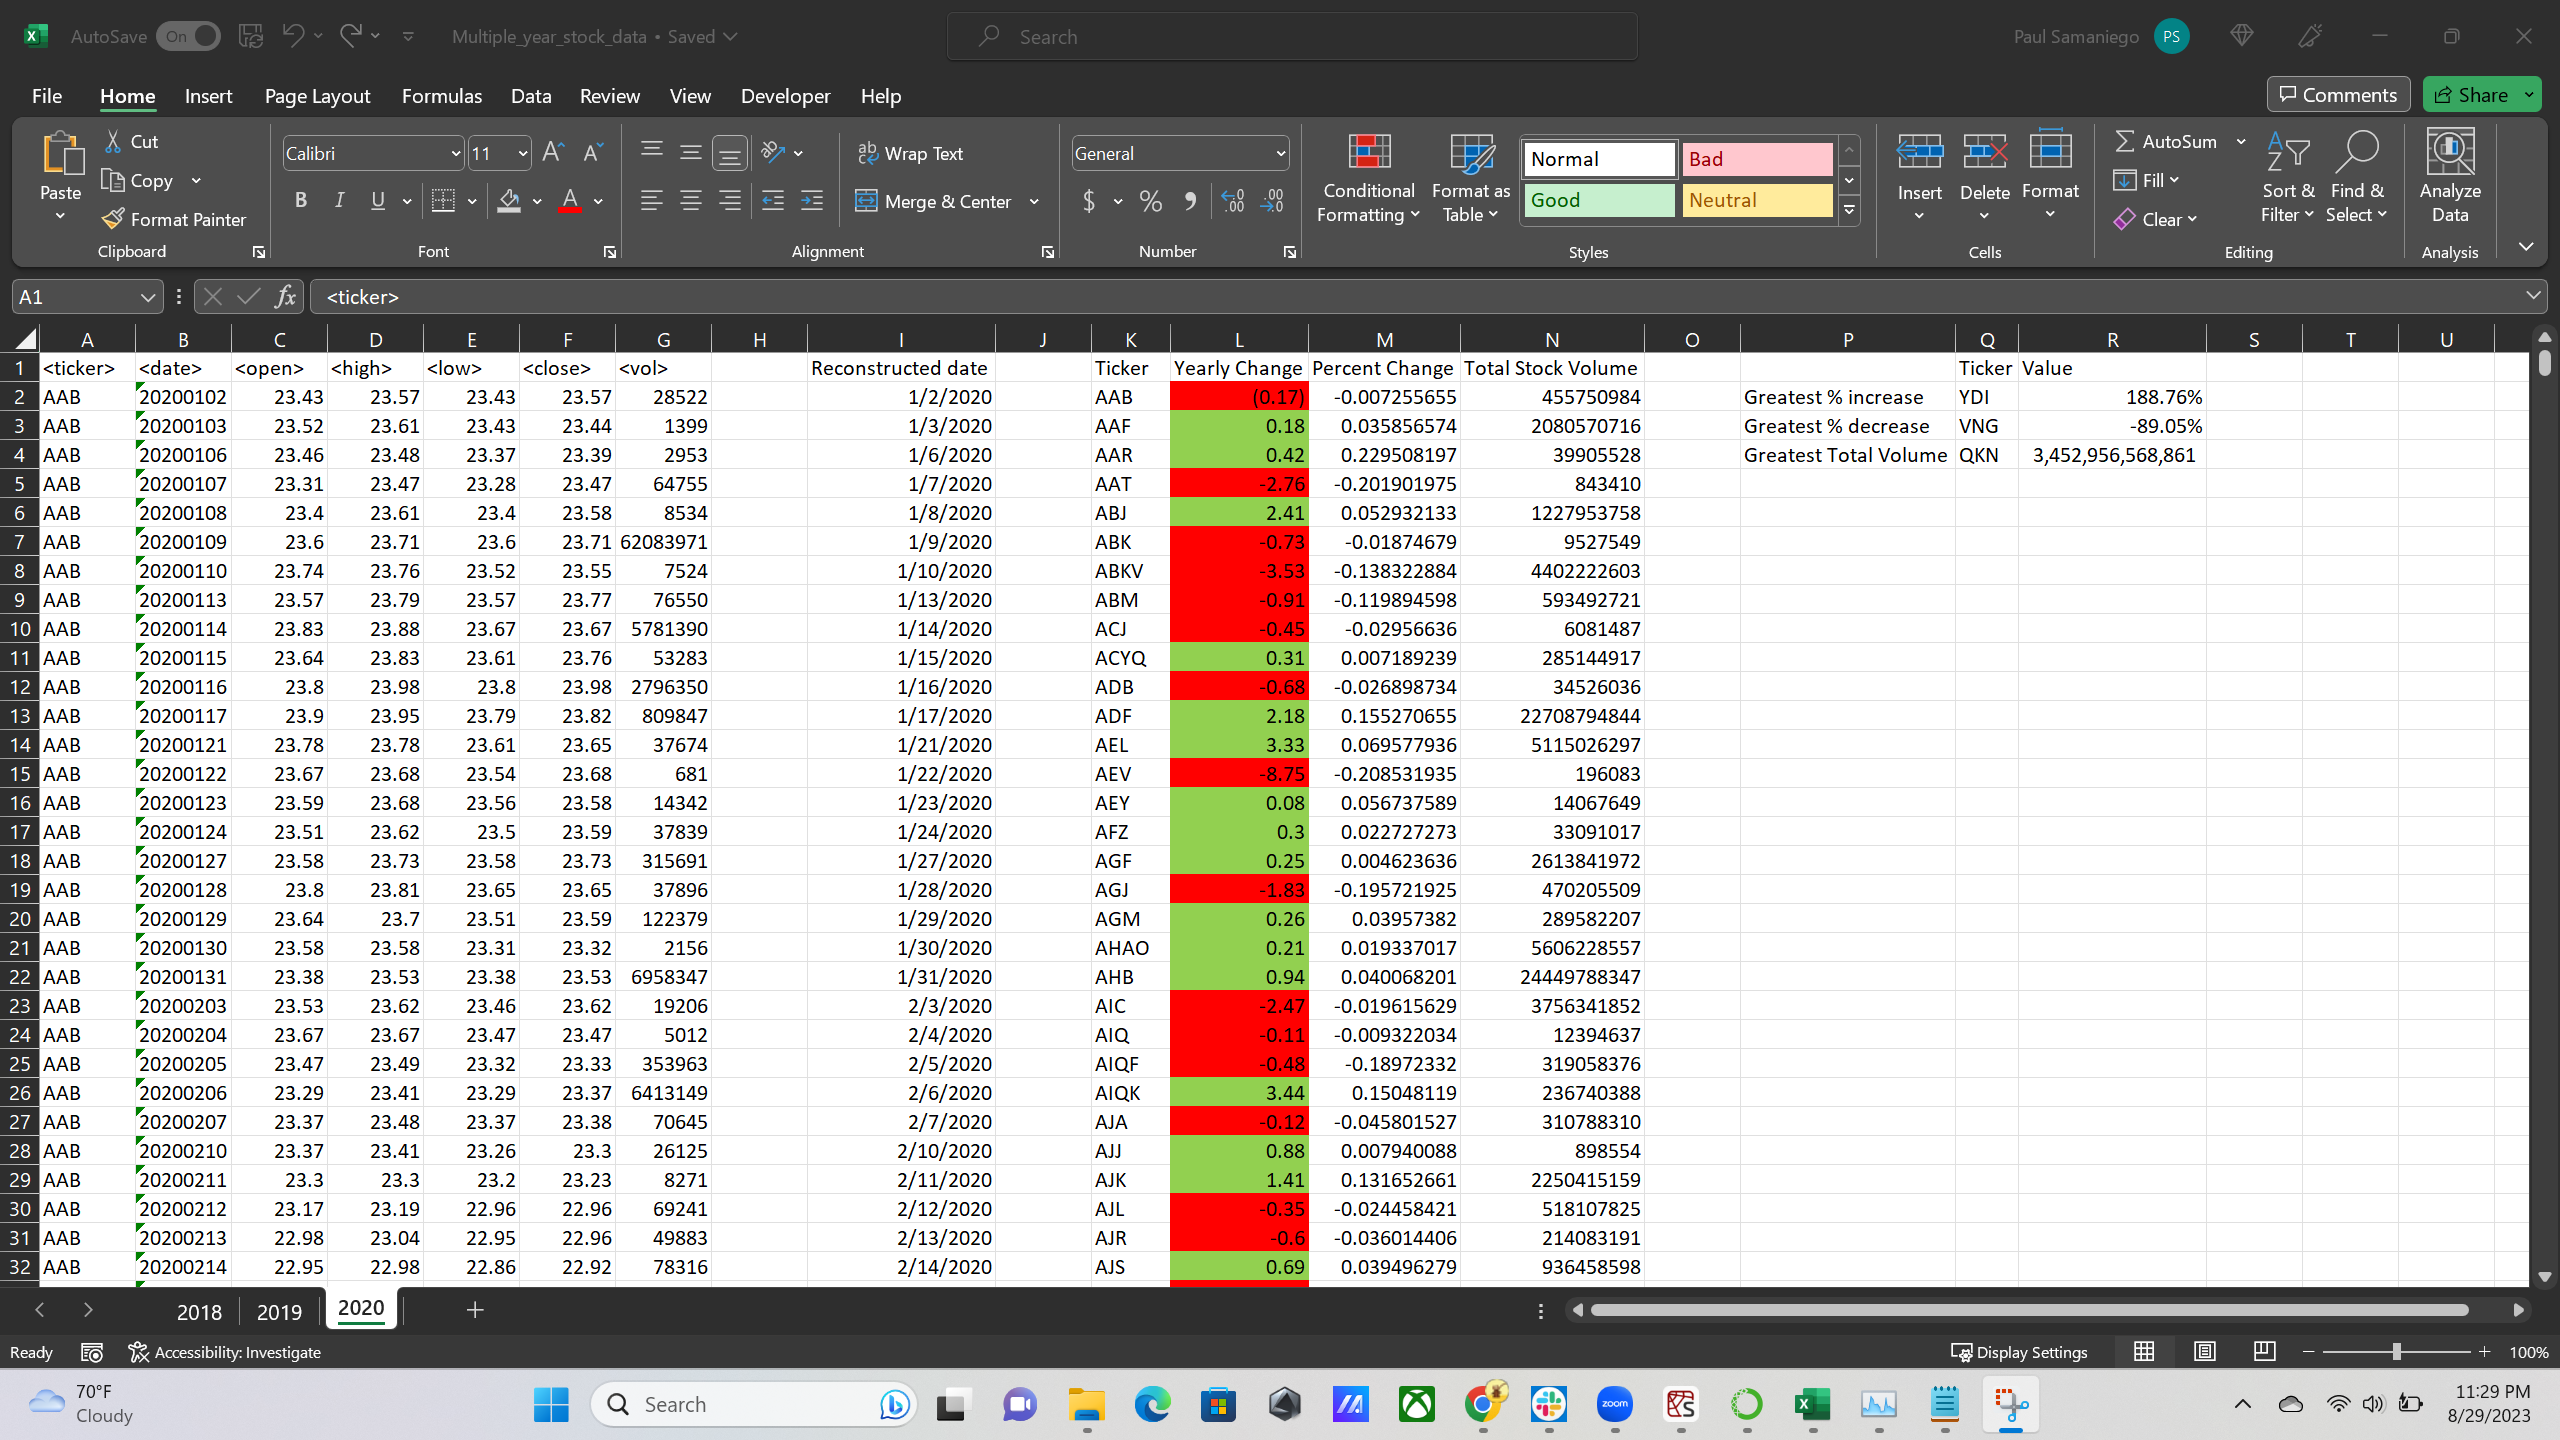 AutoSave On Multiple_year_stock_data • Saved Search Paul Samaniego PS
File Home Insert Page Layout Formulas Data Review View Developer Help Comments Share
Paste Cut Copy Format Painter Clipboard
Calibri 11 B I U A Font
Wrap Text Merge & Center Alignment
General $ % Number
Conditional Formatting Format as Table Normal Bad Good Neutral Styles
Insert Delete Format Cells
AutoSum Fill Clear Sort & Filter Find & Select Editing
Analyze Data Analysis
A1 fx <ticker>
A B C D E F G H I J K L M N O P Q R S T U
1 <ticker> <date> <open> <high> <low> <close> <vol> Reconstructed date Ticker Yearly Change Percent Change Total Stock Volume Ticker Value
2 AAB 20200102 23.43 23.57 23.43 23.57 28522 1/2/2020 AAB (0.17) -0.007255655 455750984 Greatest % increase YDI 188.76%
3 AAB 20200103 23.52 23.61 23.43 23.44 1399 1/3/2020 AAF 0.18 0.035856574 2080570716 Greatest % decrease VNG -89.05%
4 AAB 20200106 23.46 23.48 23.37 23.39 2953 1/6/2020 AAR 0.42 0.229508197 39905528 Greatest Total Volume QKN 3,452,956,568,861
5 AAB 20200107 23.31 23.47 23.28 23.47 64755 1/7/2020 AAT -2.76 -0.201901975 843410
6 AAB 20200108 23.4 23.61 23.4 23.58 8534 1/8/2020 ABJ 2.41 0.052932133 1227953758
7 AAB 20200109 23.6 23.71 23.6 23.71 62083971 1/9/2020 ABK -0.73 -0.01874679 9527549
8 AAB 20200110 23.74 23.76 23.52 23.55 7524 1/10/2020 ABKV -3.53 -0.138322884 4402222603
9 AAB 20200113 23.57 23.79 23.57 23.77 76550 1/13/2020 ABM -0.91 -0.119894598 593492721
10 AAB 20200114 23.83 23.88 23.67 23.67 5781390 1/14/2020 ACJ -0.45 -0.02956636 6081487
11 AAB 20200115 23.64 23.83 23.61 23.76 53283 1/15/2020 ACYQ 0.31 0.007189239 285144917
12 AAB 20200116 23.8 23.98 23.8 23.98 2796350 1/16/2020 ADB -0.68 -0.026898734 34526036
13 AAB 20200117 23.9 23.95 23.79 23.82 809847 1/17/2020 ADF 2.18 0.155270655 22708794844
14 AAB 20200121 23.78 23.78 23.61 23.65 37674 1/21/2020 AEL 3.33 0.069577936 5115026297
15 AAB 20200122 23.67 23.68 23.54 23.68 681 1/22/2020 AEV -8.75 -0.208531935 196083
16 AAB 20200123 23.59 23.68 23.56 23.58 14342 1/23/2020 AEY 0.08 0.056737589 14067649
17 AAB 20200124 23.51 23.62 23.5 23.59 37839 1/24/2020 AFZ 0.3 0.022727273 33091017
18 AAB 20200127 23.58 23.73 23.58 23.73 315691 1/27/2020 AGF 0.25 0.004623636 2613841972
19 AAB 20200128 23.8 23.81 23.65 23.65 37896 1/28/2020 AGJ -1.83 -0.195721925 470205509
20 AAB 20200129 23.64 23.7 23.51 23.59 122379 1/29/2020 AGM 0.26 0.03957382 289582207
21 AAB 20200130 23.58 23.58 23.31 23.32 2156 1/30/2020 AHAO 0.21 0.019337017 5606228557
22 AAB 20200131 23.38 23.53 23.38 23.53 6958347 1/31/2020 AHB 0.94 0.040068201 24449788347
23 AAB 20200203 23.53 23.62 23.46 23.62 19206 2/3/2020 AIC -2.47 -0.019615629 3756341852
24 AAB 20200204 23.67 23.67 23.47 23.47 5012 2/4/2020 AIQ -0.11 -0.009322034 12394637
25 AAB 20200205 23.47 23.49 23.32 23.33 353963 2/5/2020 AIQF -0.48 -0.18972332 319058376
26 AAB 20200206 23.29 23.41 23.29 23.37 6413149 2/6/2020 AIQK 3.44 0.15048119 236740388
27 AAB 20200207 23.37 23.48 23.37 23.38 70645 2/7/2020 AJA -0.12 -0.045801527 310788310
28 AAB 20200210 23.37 23.41 23.26 23.3 26125 2/10/2020 AJJ 0.88 0.007940088 898554
29 AAB 20200211 23.3 23.3 23.2 23.23 8271 2/11/2020 AJK 1.41 0.131652661 2250415159
30 AAB 20200212 23.17 23.19 22.96 22.96 69241 2/12/2020 AJL -0.35 -0.024458421 518107825
31 AAB 20200213 22.98 23.04 22.95 22.96 49883 2/13/2020 AJR -0.6 -0.036014406 214083191
32 AAB 20200214 22.95 22.98 22.86 22.92 78316 2/14/2020 AJS 0.69 0.039496279 936458598
2018 2019 2020
Ready Accessibility: Investigate Display Settings 100%
70°F Cloudy Search zoom 11:29 PM 8/29/2023